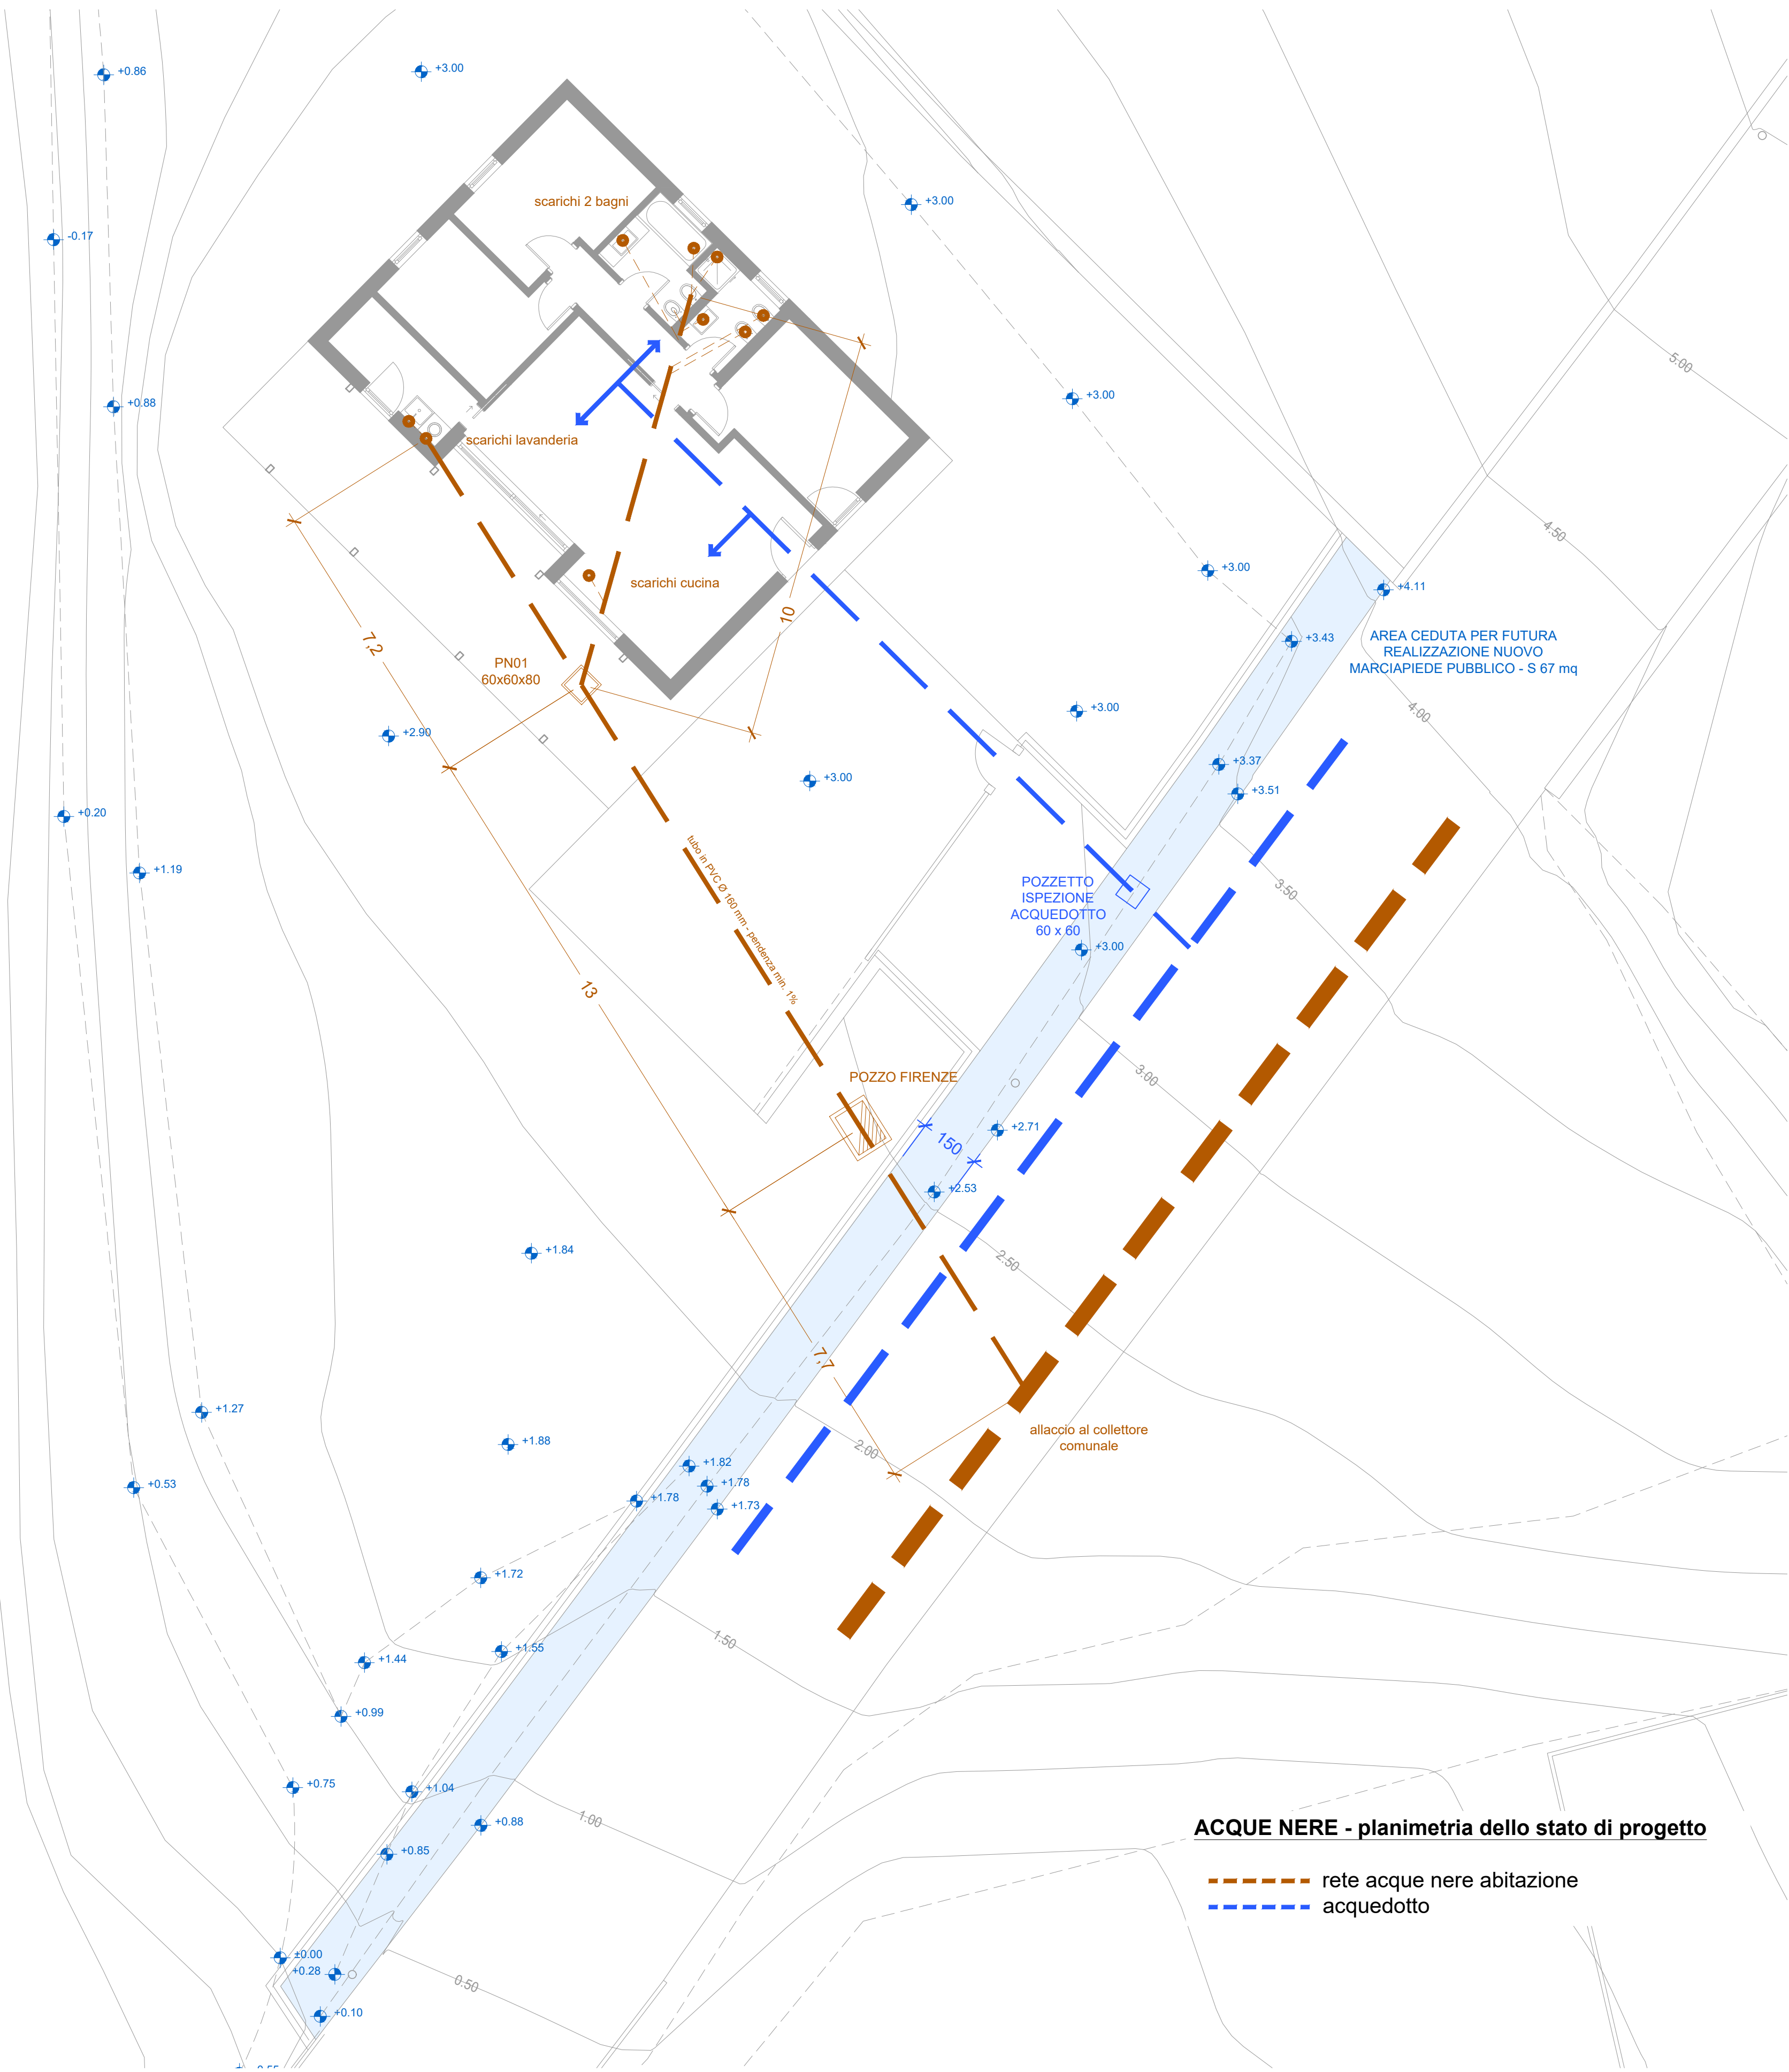 +0.86
+3.00
scarichi 2 bagni
+3.00
-0.17
+0.88
+3.00
5.00
scarichi lavanderia
4.50
scarichi cucina
+3.00
+4.11
10
7,2
+3.43
AREA CEDUTA PER FUTURA
REALIZZAZIONE NUOVO
MARCIAPIEDE PUBBLICO - S 67 mq
PN01
60x60x80
+3.00
4.00
+2.90
+3.00
+3.37
+3.51
+0.20
+1.19
tubo in PVC Ø 160 mm - pendenza min. 1%
POZZETTO
ISPEZIONE
ACQUEDOTTO
60 x 60
3.50
+3.00
13
POZZO FIRENZE
3.00
+2.71
150
+2.53
+1.84
2.50
7,7
+1.27
+1.88
allaccio al collettore
comunale
2.00
+1.82
+1.78
+1.78
+1.73
+0.53
+1.72
1.50
+1.55
+1.44
+0.99
+0.75
+1.04
1.00
+0.88
+0.85
ACQUE NERE - planimetria dello stato di progetto
rete acque nere abitazione
acquedotto
±0.00
+0.28
0.50
+0.10